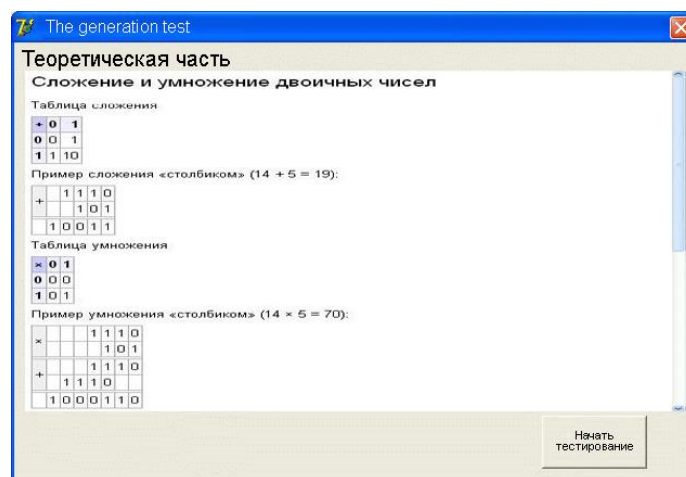 The generation test
Теоретическая часть
Сложение и умножение двоичных чисел
Таблица сложения
+ 0 1
0 0 1
1 1 10
Пример сложения «столбиком» (14 + 5 = 19):
+ 1 1 1 0
1 0 1
1 0 0 1 1
Таблица умножения
× 0 1
0 0 0
1 0 1
Пример умножения «столбиком» (14 × 5 = 70):
× 1 1 1 0
1 0 1
+ 1 1 1 0
1 1 1 0
1 0 0 0 1 1 0
Начать
тестирование